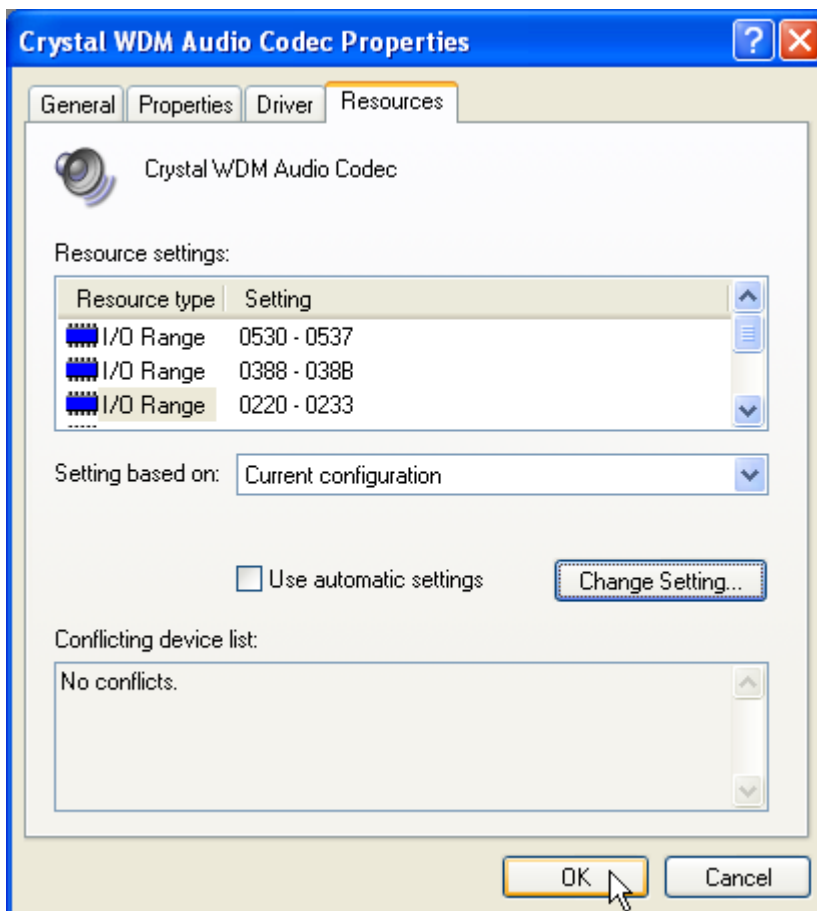 Crystal WDM Audio Codec Properties
General Properties Driver Resources
Crystal WDM Audio Codec
Resource settings:
Resource type Setting
I/O Range 0530 - 0537
I/O Range 0388 - 038B
I/O Range 0220 - 0233
Setting based on: Current configuration
Use automatic settings Change Setting...
Conflicting device list:
No conflicts.
OK Cancel